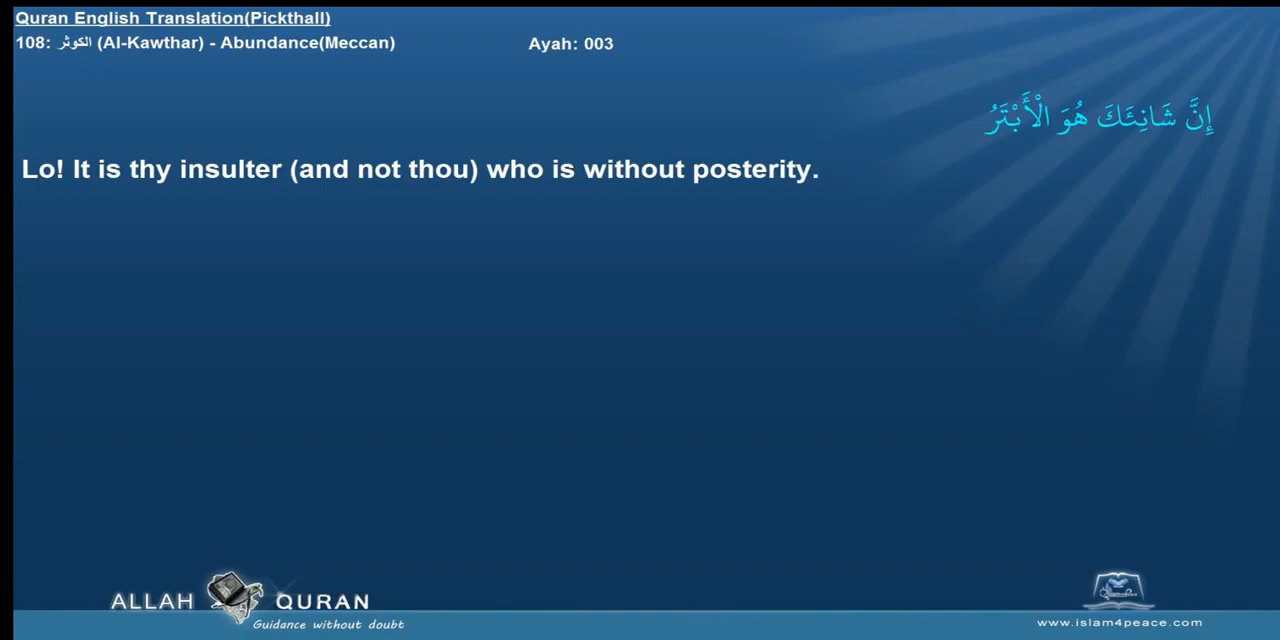 Quran English Translation(Pickthall)
108: الكوثر (Al-Kawthar) - Abundance(Meccan) Ayah: 003
إِنَّ شَانِئَكَ هُوَ الْأَبْتَرُ
Lo! It is thy insulter (and not thou) who is without posterity.
ALLAH QURAN
Guidance without doubt
www.islam4peace.com